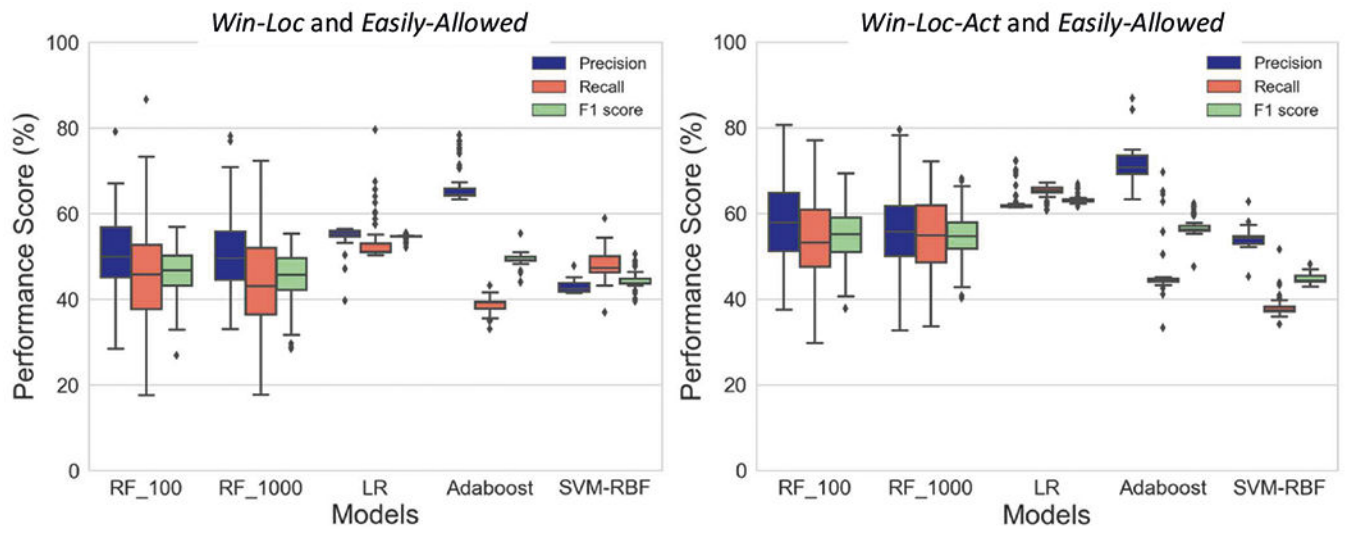 Win-Loc and Easily-Allowed
100
80
60
40
20
0
Performance Score (%)
Precision
Recall
F1 score
RF_100 RF_1000 LR Adaboost SVM-RBF
Models
Win-Loc-Act and Easily-Allowed
100
80
60
40
20
0
Performance Score (%)
Precision
Recall
F1 score
RF_100 RF_1000 LR Adaboost SVM-RBF
Models